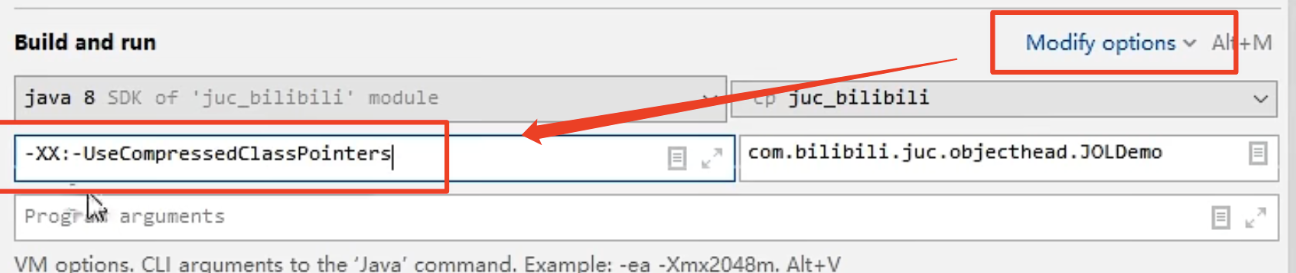 Build and run
Modify options Alt+M
java 8 SDK of 'juc_bilibili' module
-cp juc_bilibili
-XX:-UseCompressedClassPointers
com.bilibili.juc.objecthead.JOLDemo
Program arguments
VM options. CLI arguments to the 'Java' command. Example: -ea -Xmx2048m. Alt+V